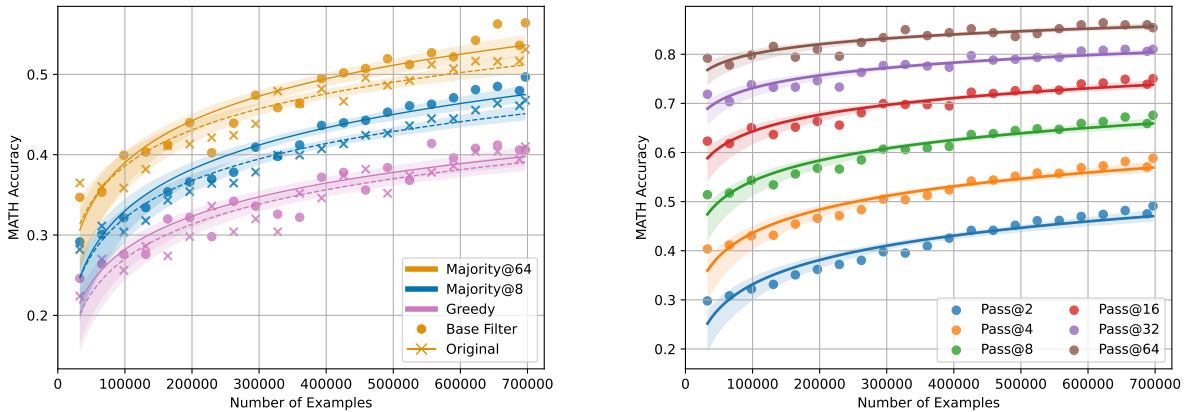 MATH Accuracy
0.5
0.4
0.3
0.2
0 100000 200000 300000 400000 500000 600000 700000
Number of Examples
Majority@64
Majority@8
Greedy
Base Filter
Original
MATH Accuracy
0.8
0.7
0.6
0.5
0.4
0.3
0.2
0 100000 200000 300000 400000 500000 600000 700000
Number of Examples
Pass@2
Pass@4
Pass@8
Pass@16
Pass@32
Pass@64